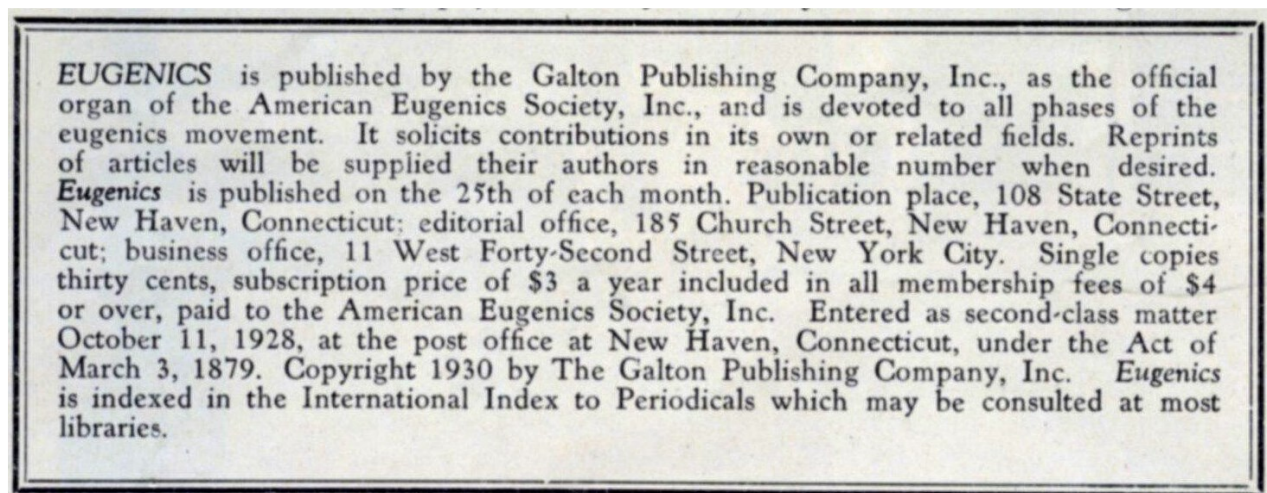 EUGENICS is published by the Galton Publishing Company, Inc., as the official
organ of the American Eugenics Society, Inc., and is devoted to all phases of the
eugenics movement. It solicits contributions in its own or related fields. Reprints
of articles will be supplied their authors in reasonable number when desired.
Eugenics is published on the 25th of each month. Publication place, 108 State Street,
New Haven, Connecticut; editorial office, 185 Church Street, New Haven, Connecti-
cut; business office, 11 West Forty-Second Street, New York City. Single copies
thirty cents, subscription price of $3 a year included in all membership fees of $4
or over, paid to the American Eugenics Society, Inc. Entered as second-class matter
October 11, 1928, at the post office at New Haven, Connecticut, under the Act of
March 3, 1879. Copyright 1930 by The Galton Publishing Company, Inc. Eugenics
is indexed in the International Index to Periodicals which may be consulted at most
libraries.